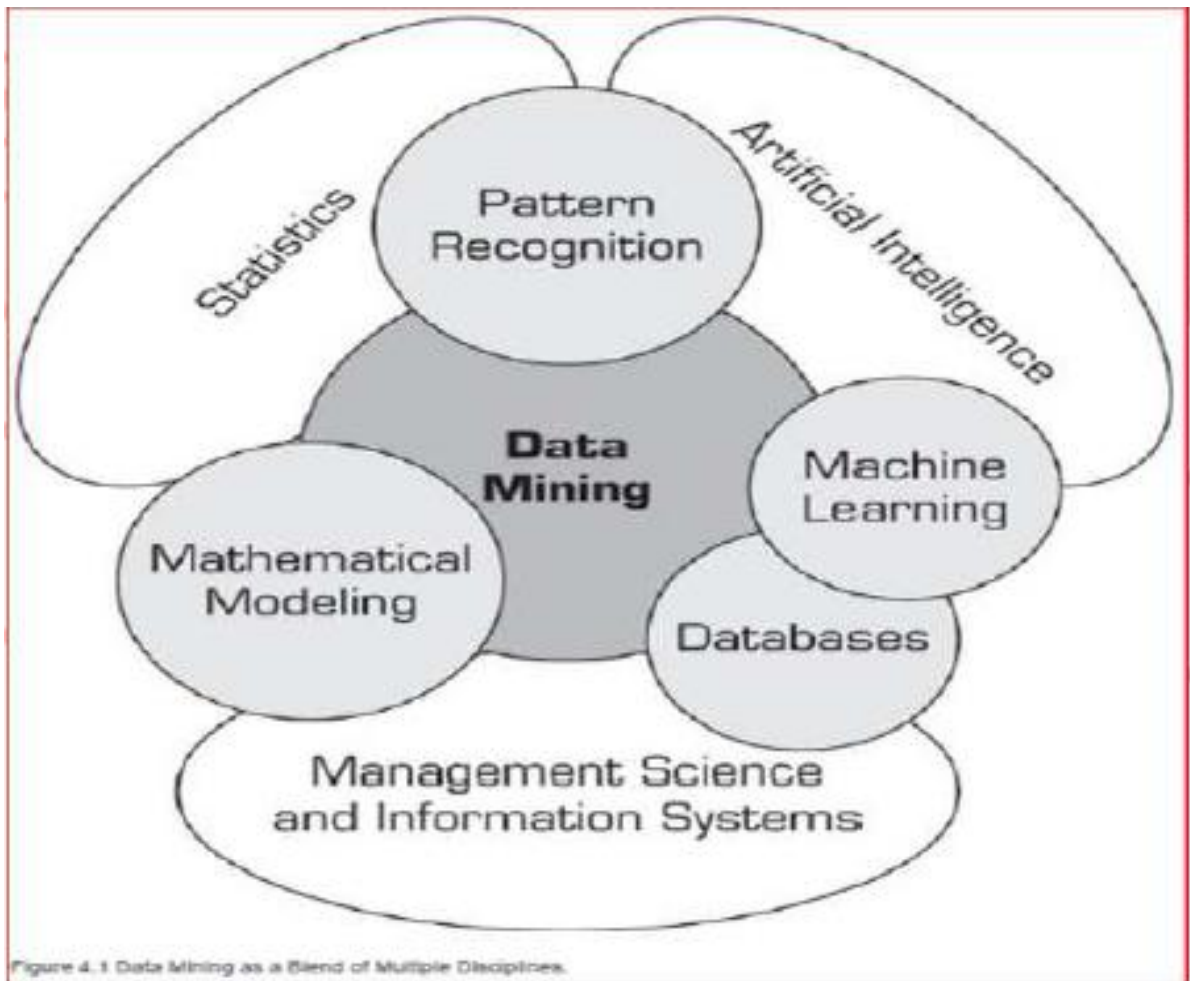 Statistics
Artificial Intelligence
Pattern
Recognition
Data
Mining
Machine
Learning
Mathematical
Modeling
Databases
Management Science
and Information Systems
Figure 4.1 Data Mining as a Blend of Multiple Disciplines.